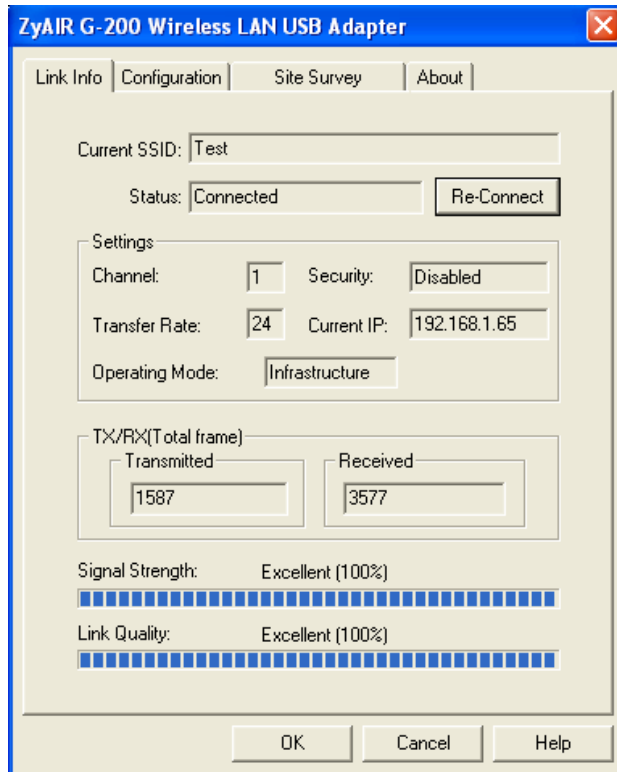 ZyAIR G-200 Wireless LAN USB Adapter
Link Info Configuration Site Survey About
Current SSID: Test
Status: Connected Re-Connect
Settings
Channel: 1 Security: Disabled
Transfer Rate: 24 Current IP: 192.168.1.65
Operating Mode: Infrastructure
TX/RX(Total frame)
Transmitted Received
1587 3577
Signal Strength: Excellent (100%)
Link Quality: Excellent (100%)
OK Cancel Help